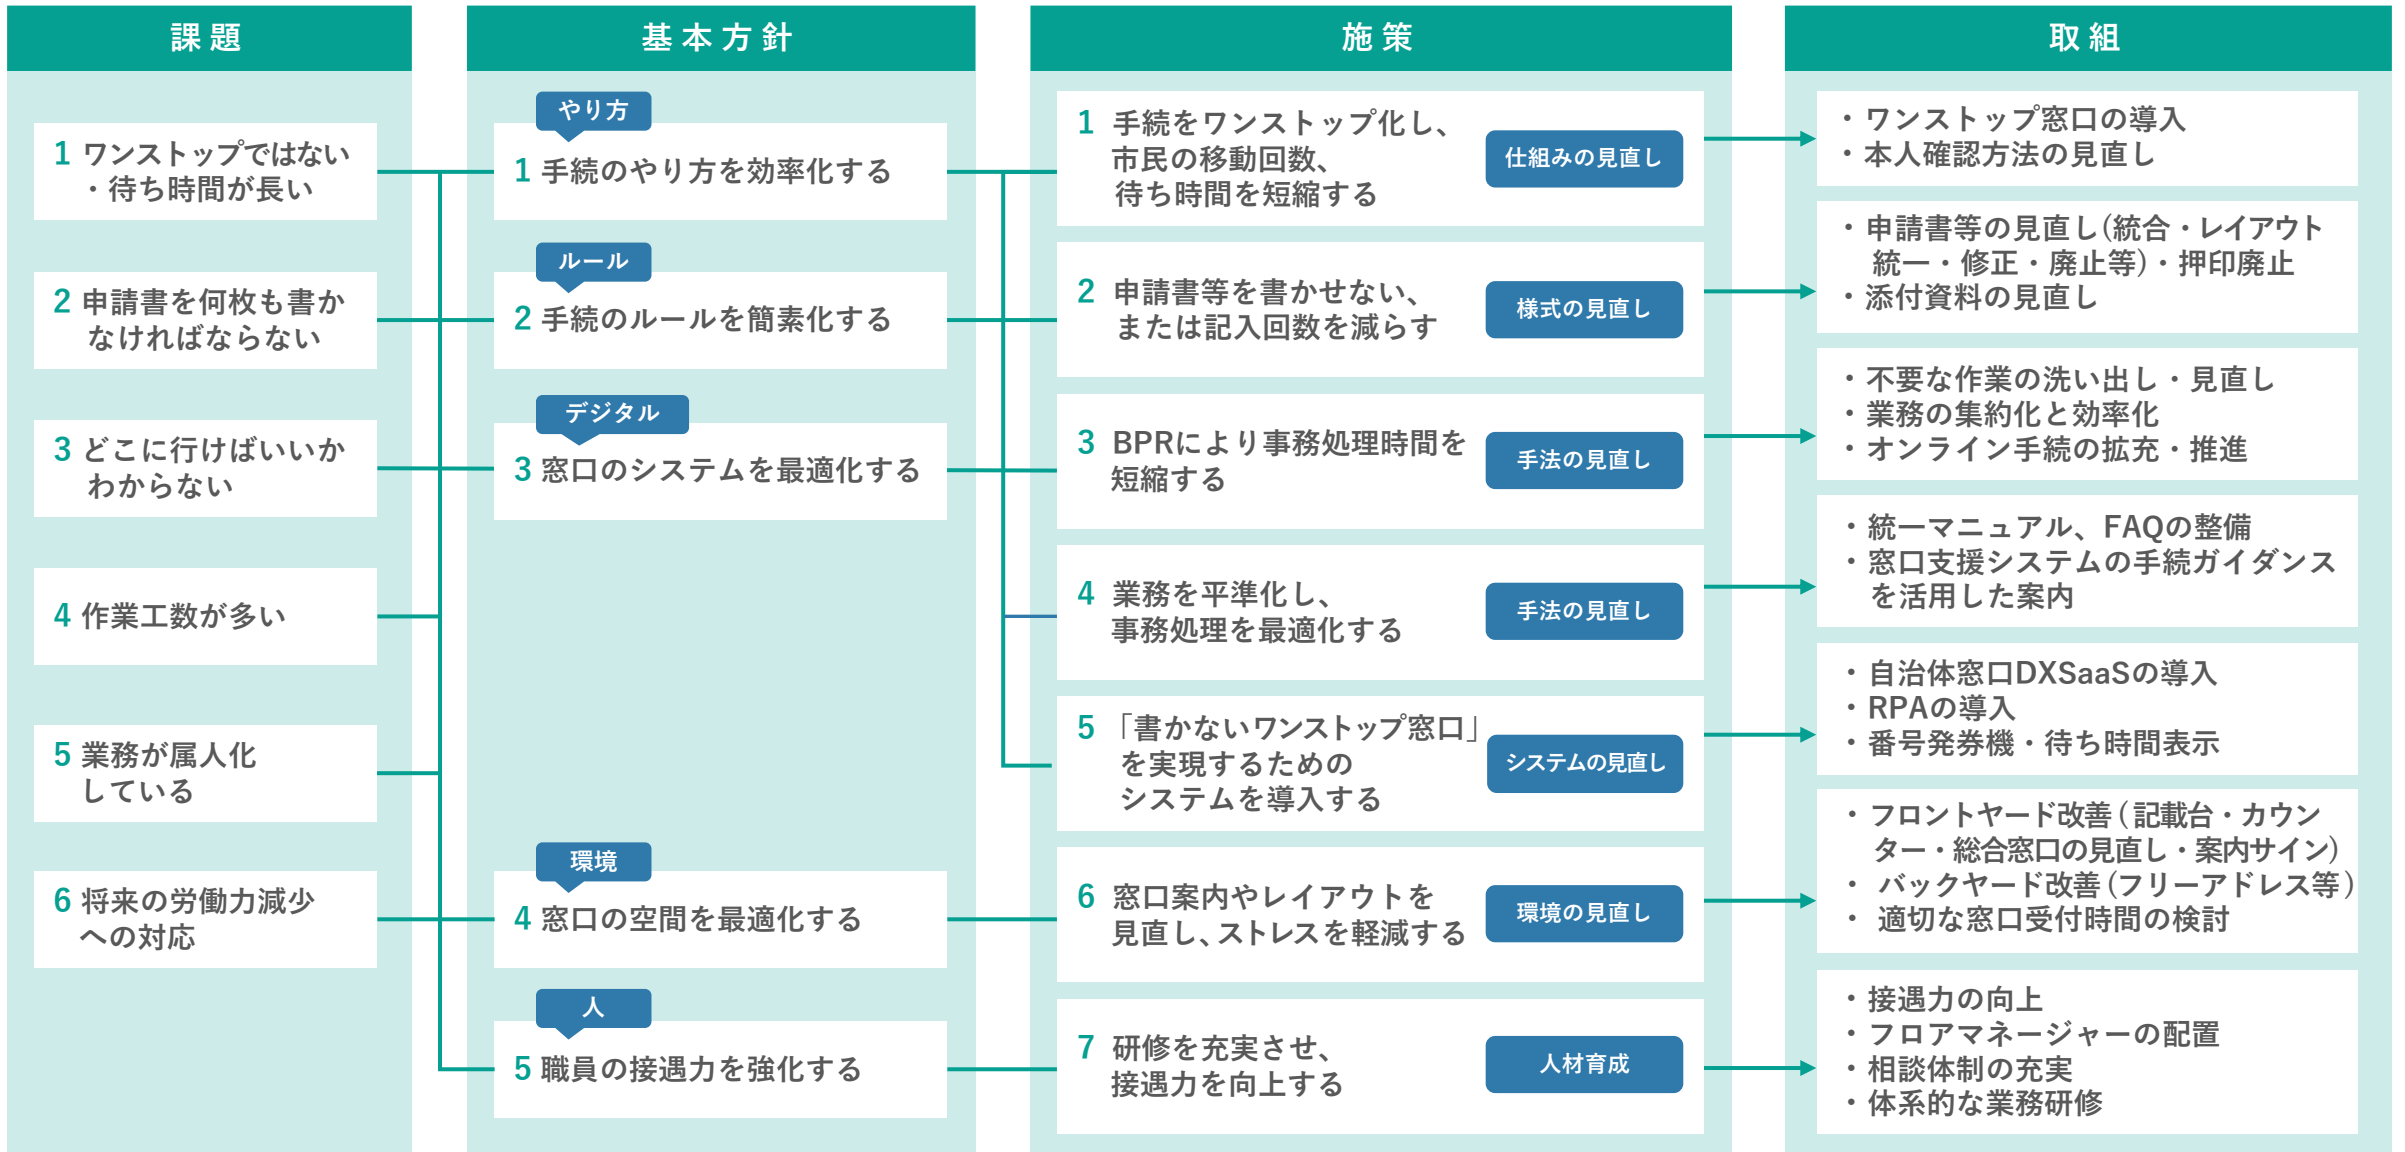 課題
1 ワンストップではない
・待ち時間が長い
2 申請書を何枚も書か
なければならない
3 どこに行けばいいか
わからない
4 作業工数が多い
5 業務が属人化
している
6 将来の労働力減少
への対応
基本方針
やり方
1 手続のやり方を効率化する
ルール
2 手続のルールを簡素化する
デジタル
3 窓口のシステムを最適化する
環境
4 窓口の空間を最適化する
人
5 職員の接遇力を強化する
施策
1 手続をワンストップ化し、
市民の移動回数、
待ち時間を短縮する
仕組みの見直し
2 申請書等を書かせない、
または記入回数を減らす
様式の見直し
3 BPRにより事務処理時間を
短縮する
手法の見直し
4 業務を平準化し、
事務処理を最適化する
手法の見直し
5 「書かないワンストップ窓口」
を実現するための
システムを導入する
システムの見直し
6 窓口案内やレイアウトを
見直し、ストレスを軽減する
環境の見直し
7 研修を充実させ、
接遇力を向上する
人材育成
取組
・ワンストップ窓口の導入
・本人確認方法の見直し
・申請書等の見直し(統合・レイアウト
統一・修正・廃止等)・押印廃止
・添付資料の見直し
・不要な作業の洗い出し・見直し
・業務の集約化と効率化
・オンライン手続の拡充・推進
・統一マニュアル、FAQの整備
・窓口支援システムの手続ガイダンス
を活用した案内
・自治体窓口DXSaaSの導入
・RPAの導入
・番号発券機・待ち時間表示
・フロントヤード改善(記載台・カウン
ター・総合窓口の見直し・案内サイン)
・バックヤード改善(フリーアドレス等)
・適切な窓口受付時間の検討
・接遇力の向上
・フロアマネージャーの配置
・相談体制の充実
・体系的な業務研修